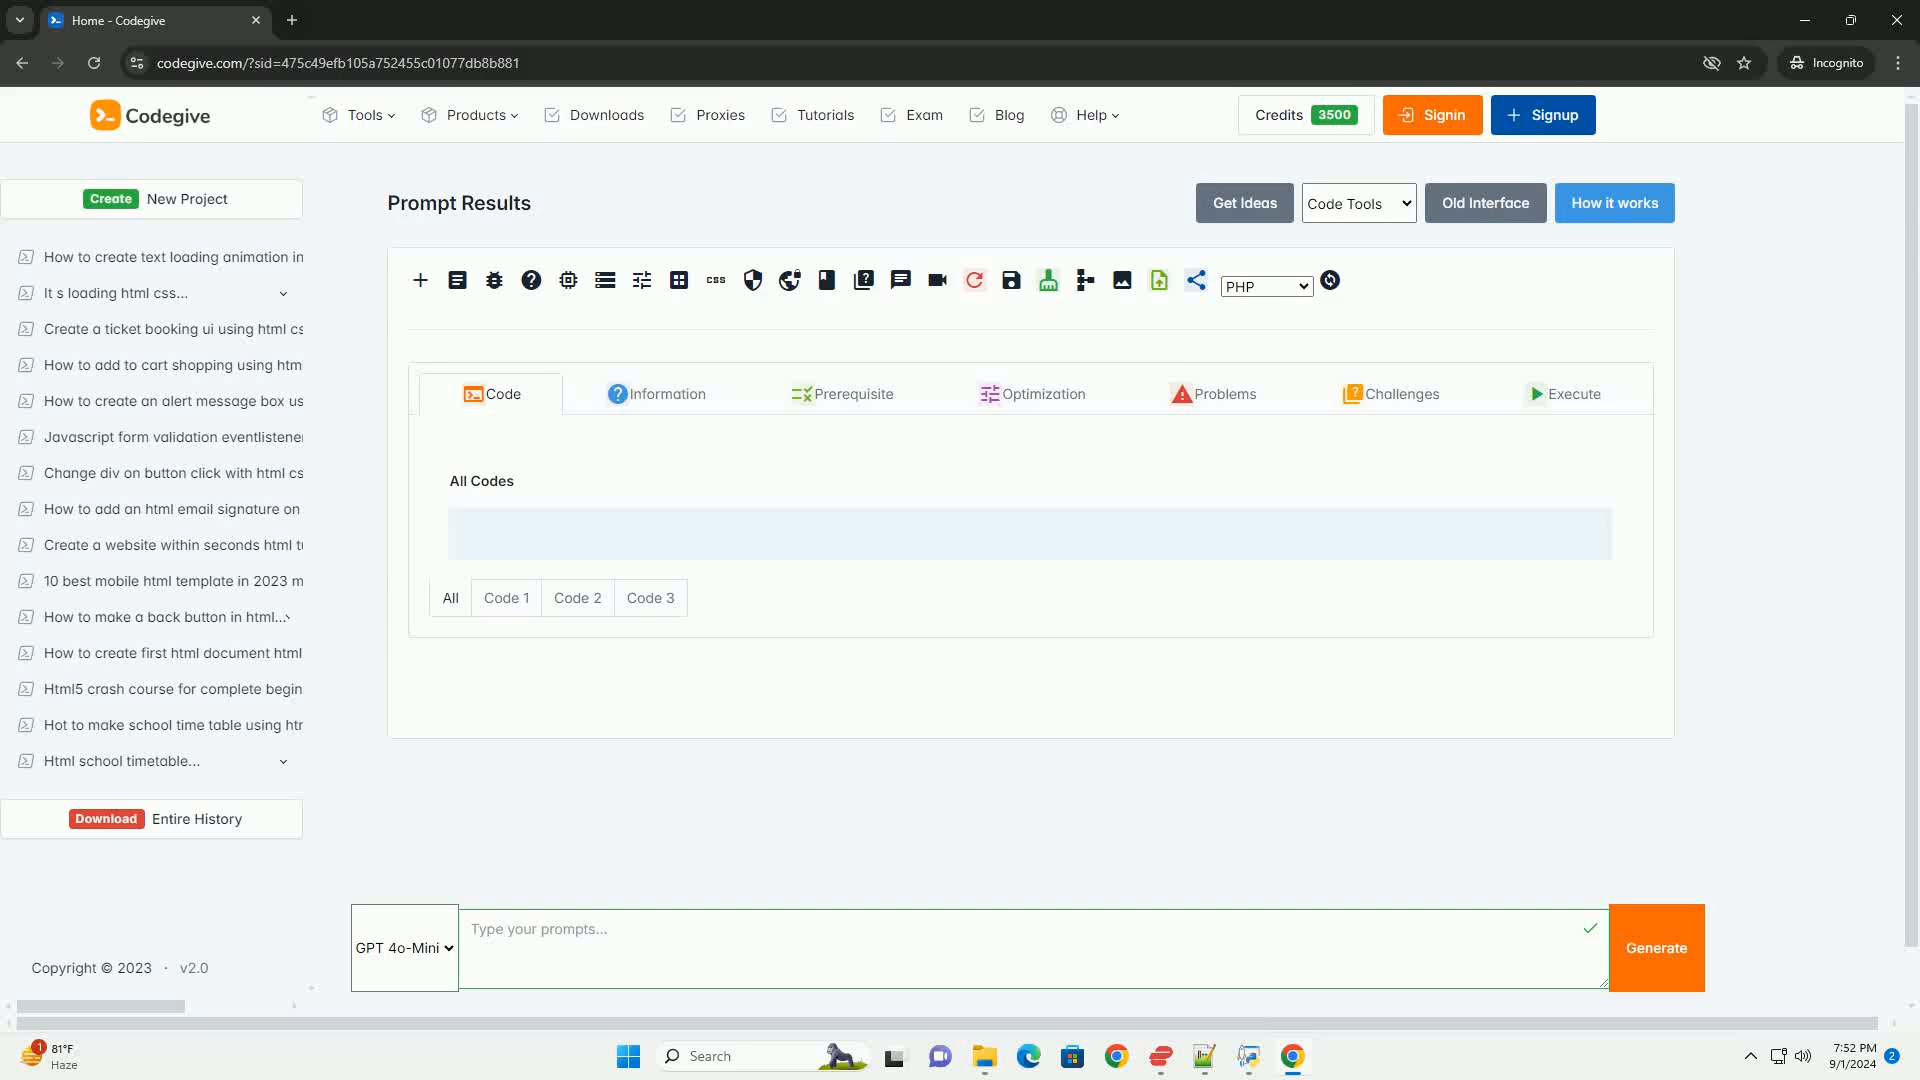 Home - Codegive
codegive.com/?sid=475c49efb105a752455c01077db8b881
Incognito
Codegive
Tools
Products
Downloads
Proxies
Tutorials
Exam
Blog
Help
Credits 3500
Signin
Signup
Create New Project
How to create text loading animation in
It s loading html css...
Create a ticket booking ui using html cs
How to add to cart shopping using htm
How to create an alert message box us
Javascript form validation eventlistene
Change div on button click with html cs
How to add an html email signature on
Create a website within seconds html tu
10 best mobile html template in 2023 m
How to make a back button in html...
How to create first html document html
Html5 crash course for complete begin
Hot to make school time table using htm
Html school timetable...
Download Entire History
Copyright © 2023 · v2.0
Prompt Results
Get Ideas
Code Tools
Old Interface
How it works
CSS
PHP
Code
Information
Prerequisite
Optimization
Problems
Challenges
Execute
All Codes
All
Code 1
Code 2
Code 3
GPT 4o-Mini
Type your prompts...
Generate
1
81°F
Haze
Search
7:52 PM
9/1/2024
2